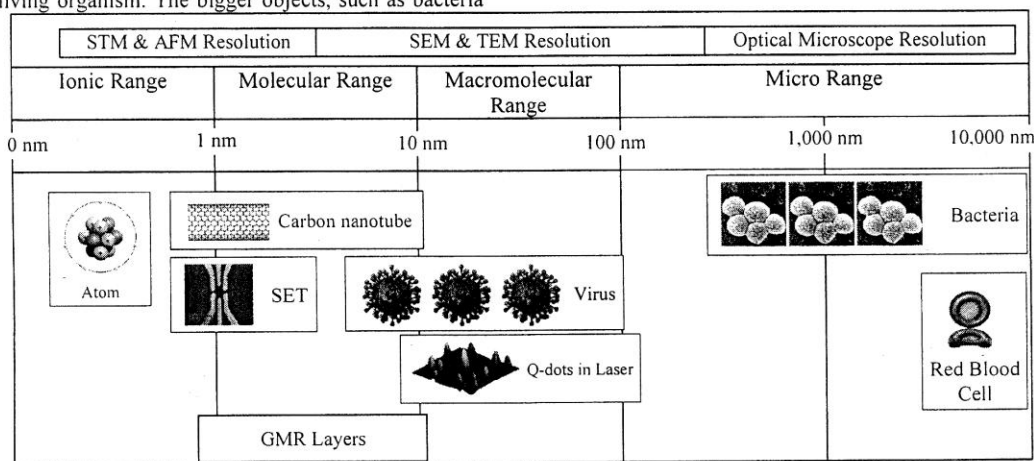 living organism. The bigger objects, such as bacteria
STM & AFM Resolution SEM & TEM Resolution Optical Microscope Resolution
Ionic Range Molecular Range Macromolecular Range Micro Range
0 nm 1 nm 10 nm 100 nm 1,000 nm 10,000 nm
Carbon nanotube
Bacteria
Atom
SET
Virus
Q-dots in Laser
Red Blood
Cell
GMR Layers